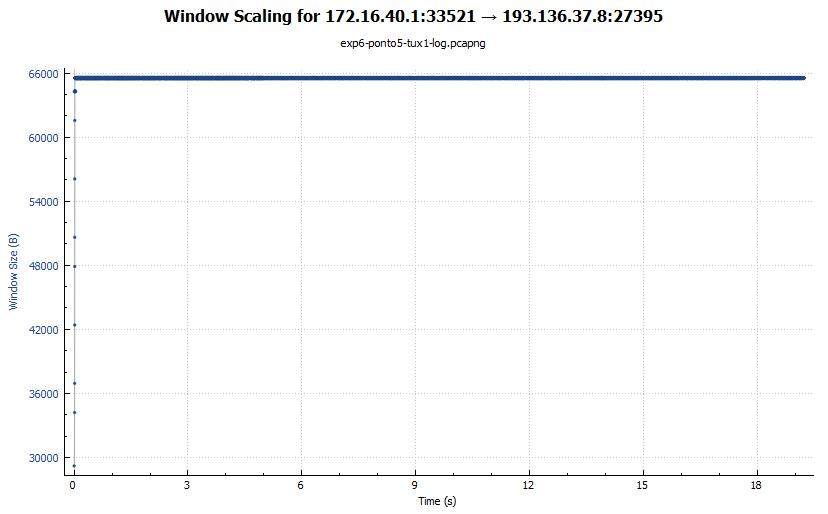 Window Scaling for 172.16.40.1:33521 → 193.136.37.8:27395
exp6-ponto5-tux1-log.pcapng
Window Size (B)
66000
60000
54000
48000
42000
36000
30000
0 3 6 9 12 15 18
Time (s)